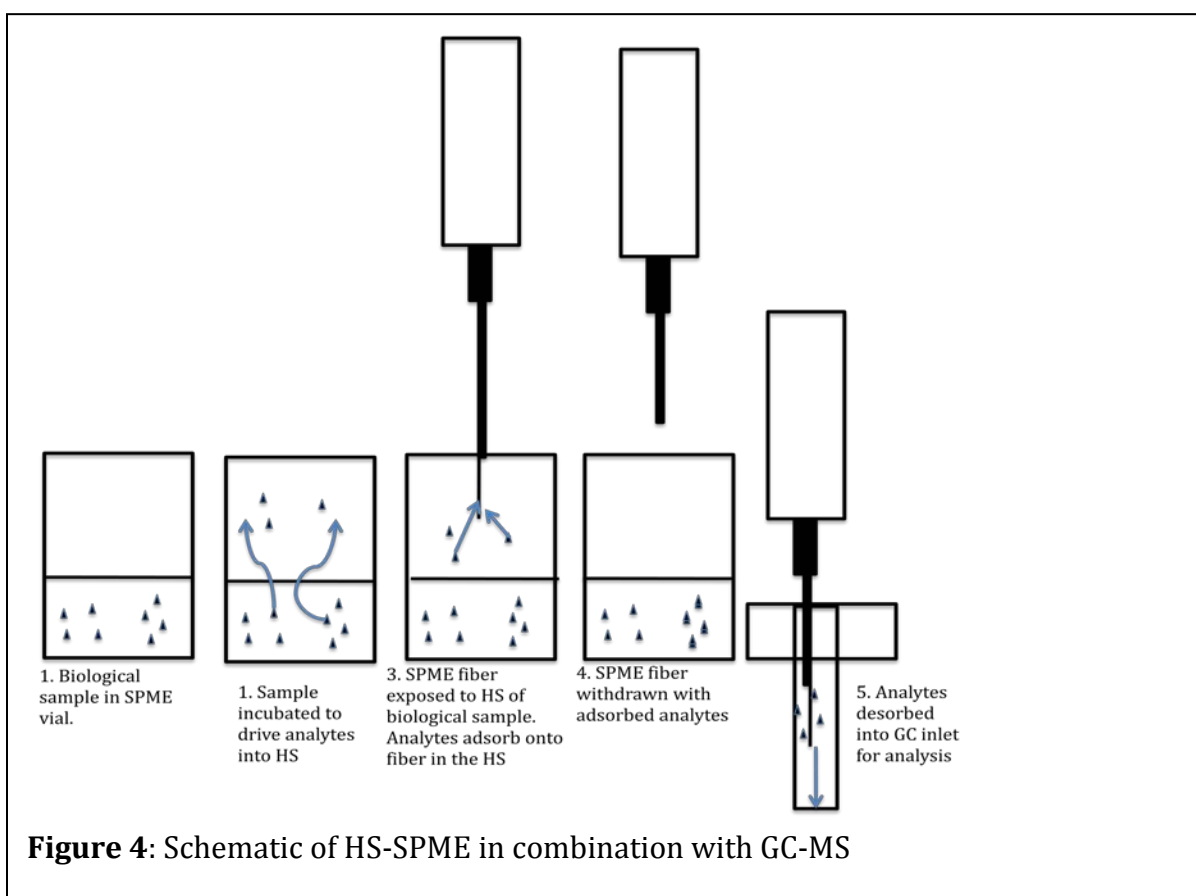 1. Biological
sample in SPME
vial.
1. Sample
incubated to
drive analytes
into HS
3. SPME fiber
exposed to HS of
biological sample.
Analytes adsorb onto
fiber in the HS
4. SPME fiber
withdrawn with
adsorbed analytes
5. Analytes
desorbed
into GC inlet
for analysis
Figure 4: Schematic of HS-SPME in combination with GC-MS